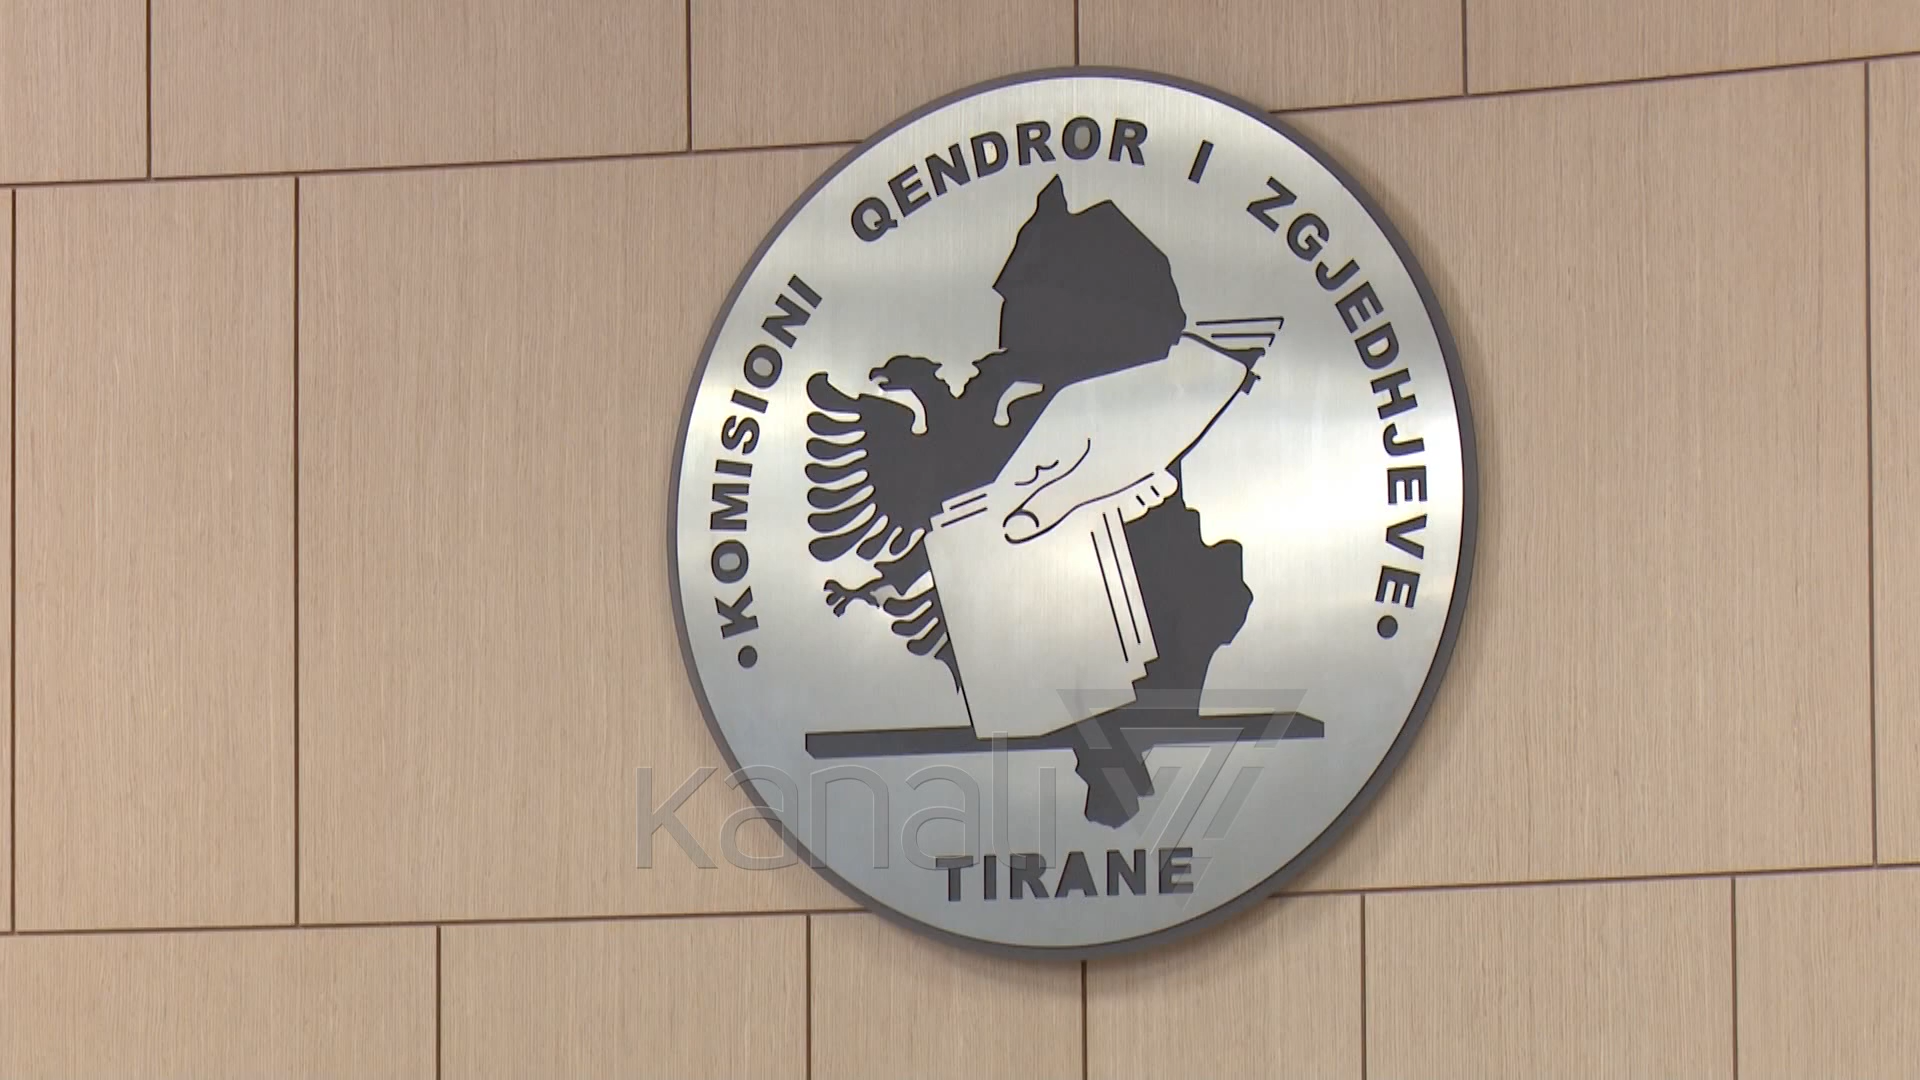 • KOMISIONI QENDROR I ZGJEDHJEVE •
TIRANE
kanali 7